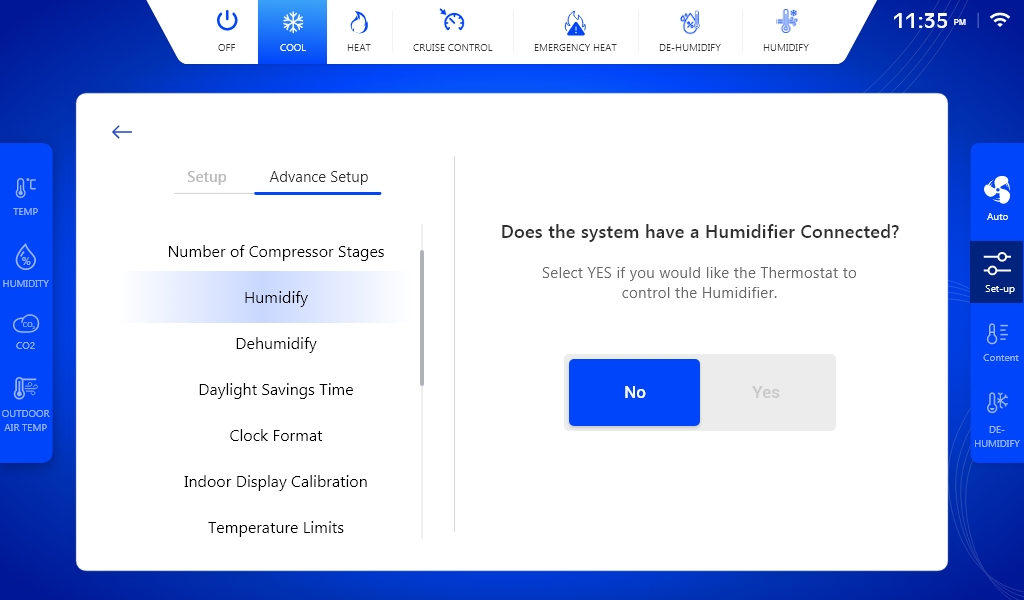 OFF
COOL
HEAT
CRUISE CONTROL
EMERGENCY HEAT
DE-HUMIDIFY
HUMIDIFY
11:35 PM
°C
TEMP
%
HUMIDITY
CO2
CO2
OUTDOOR
AIR TEMP
Setup
Advance Setup
Number of Compressor Stages
Humidify
Dehumidify
Daylight Savings Time
Clock Format
Indoor Display Calibration
Temperature Limits
Does the system have a Humidifier Connected?
Select YES if you would like the Thermostat to
control the Humidifier.
No
Yes
Auto
Set-up
Content
DE-
HUMIDIFY